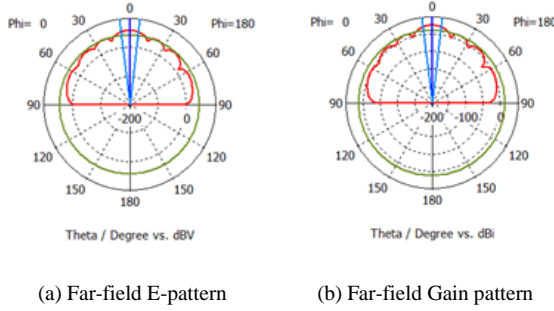 0
Phi= 0 30 30 Phi=180
60 60
90 -200 0 90
120 120
150 150
180
Theta / Degree vs. dBV
(a) Far-field E-pattern
0
Phi= 0 30 30 Phi=180
60 60
90 -200 -100 0 90
120 120
150 150
180
Theta / Degree vs. dBi
(b) Far-field Gain pattern